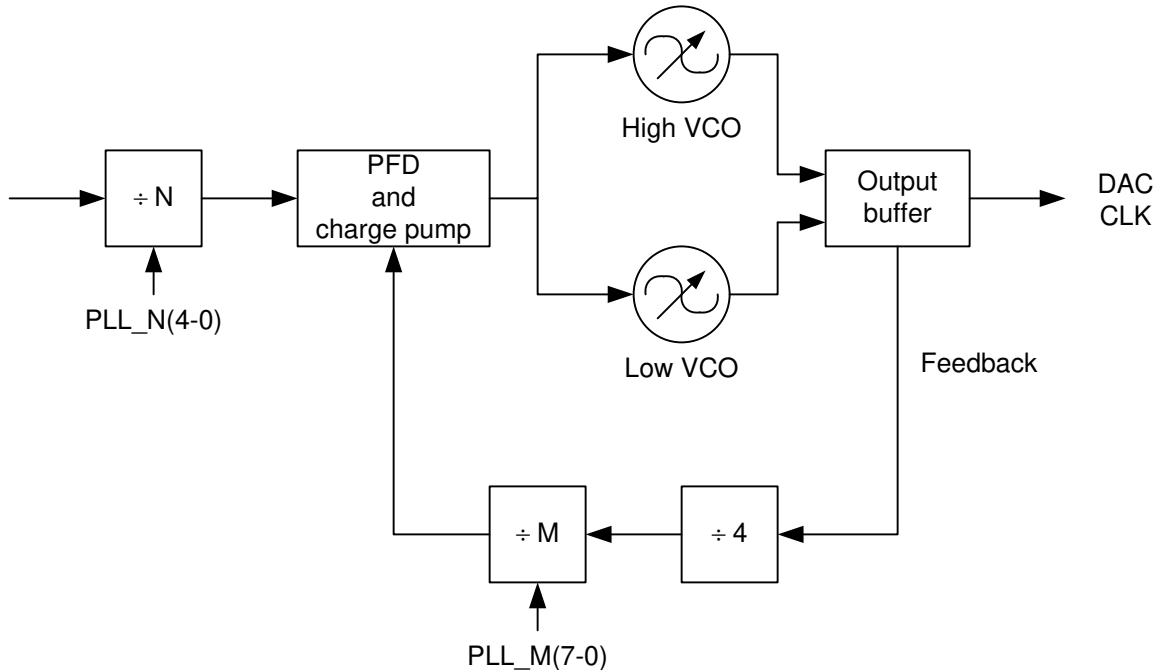 High VCO
÷ N
PFD
and
charge pump
Output
buffer
DAC
CLK
PLL_N(4-0)
Low VCO
Feedback
÷ M
÷ 4
PLL_M(7-0)